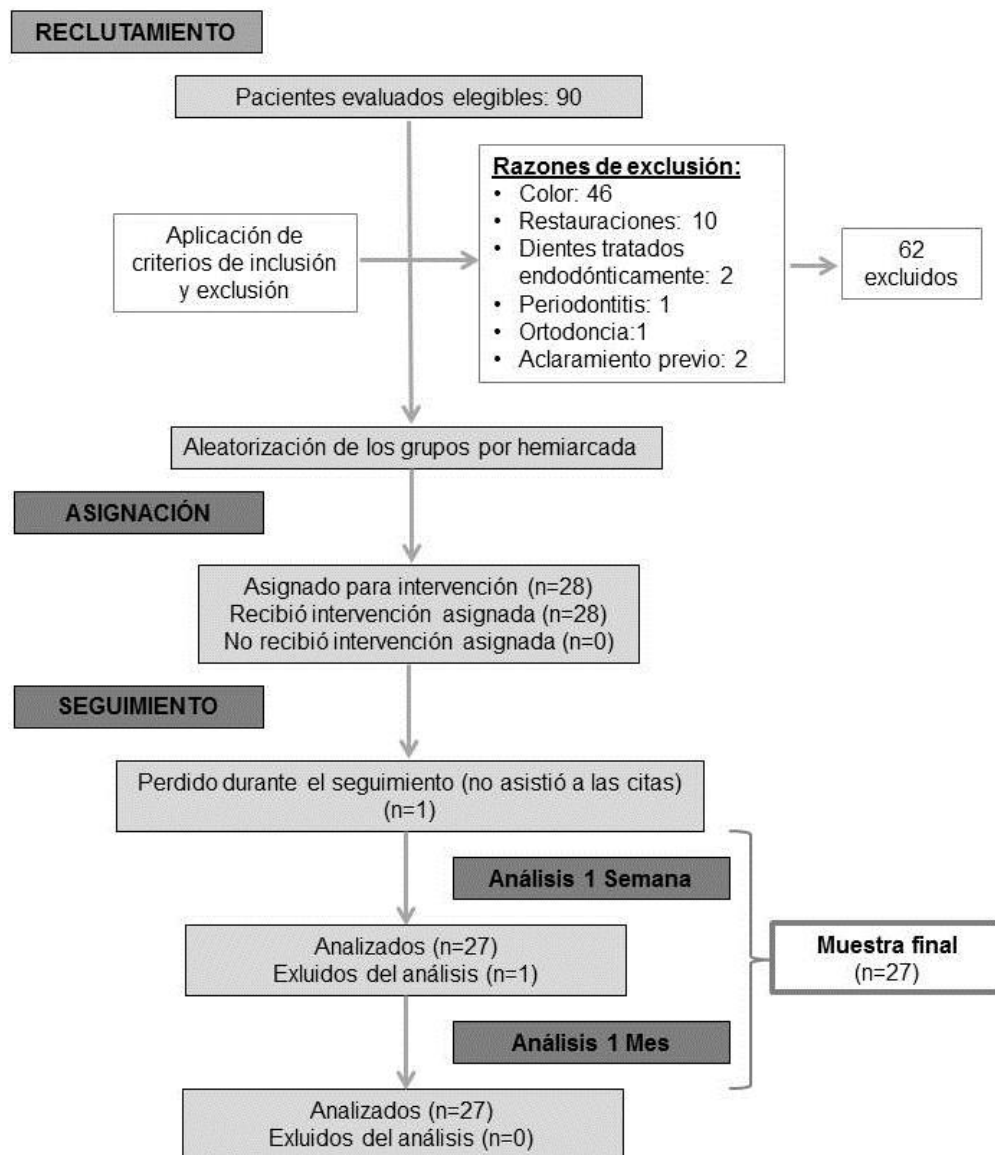 RECLUTAMIENTO
Pacientes evaluados elegibles: 90
Aplicación de
criterios de inclusión
y exclusión
Razones de exclusión:
• Color: 46
• Restauraciones: 10
• Dientes tratados
endodónticamente: 2
• Periodontitis: 1
• Ortodoncia:1
• Aclaramiento previo: 2
62
excluidos
Aleatorización de los grupos por hemiarcada
ASIGNACIÓN
Asignado para intervención (n=28)
Recibió intervención asignada (n=28)
No recibió intervención asignada (n=0)
SEGUIMIENTO
Perdido durante el seguimiento (no asistió a las citas)
(n=1)
Análisis 1 Semana
Analizados (n=27)
Exluidos del análisis (n=1)
Muestra final
(n=27)
Análisis 1 Mes
Analizados (n=27)
Exluidos del análisis (n=0)